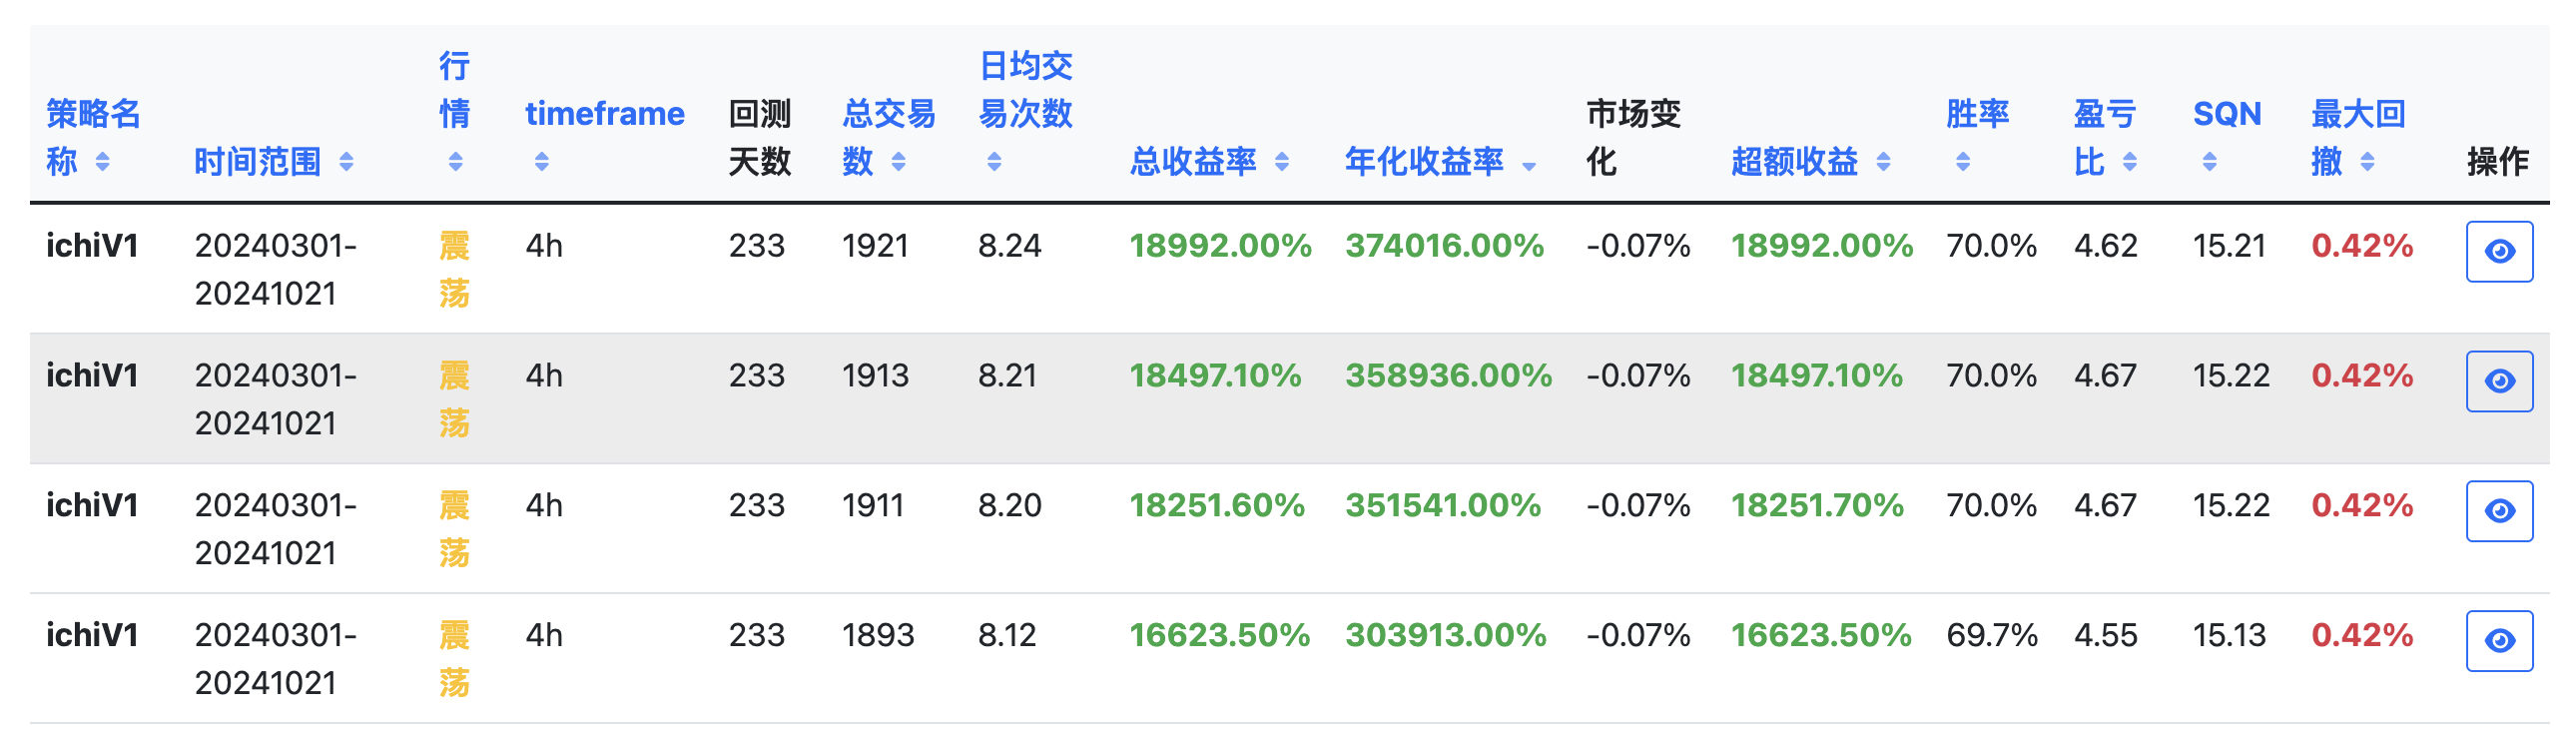 策略名称 时间范围 行情 timeframe 回测天数 总交易数 日均交易次数 总收益率 年化收益率 市场变化 超额收益 胜率 盈亏比 SQN 最大回撤 操作
ichiV1 20240301-20241021 震荡 4h 233 1921 8.24 18992.00% 374016.00% -0.07% 18992.00% 70.0% 4.62 15.21 0.42%
ichiV1 20240301-20241021 震荡 4h 233 1913 8.21 18497.10% 358936.00% -0.07% 18497.10% 70.0% 4.67 15.22 0.42%
ichiV1 20240301-20241021 震荡 4h 233 1911 8.20 18251.60% 351541.00% -0.07% 18251.70% 70.0% 4.67 15.22 0.42%
ichiV1 20240301-20241021 震荡 4h 233 1893 8.12 16623.50% 303913.00% -0.07% 16623.50% 69.7% 4.55 15.13 0.42%